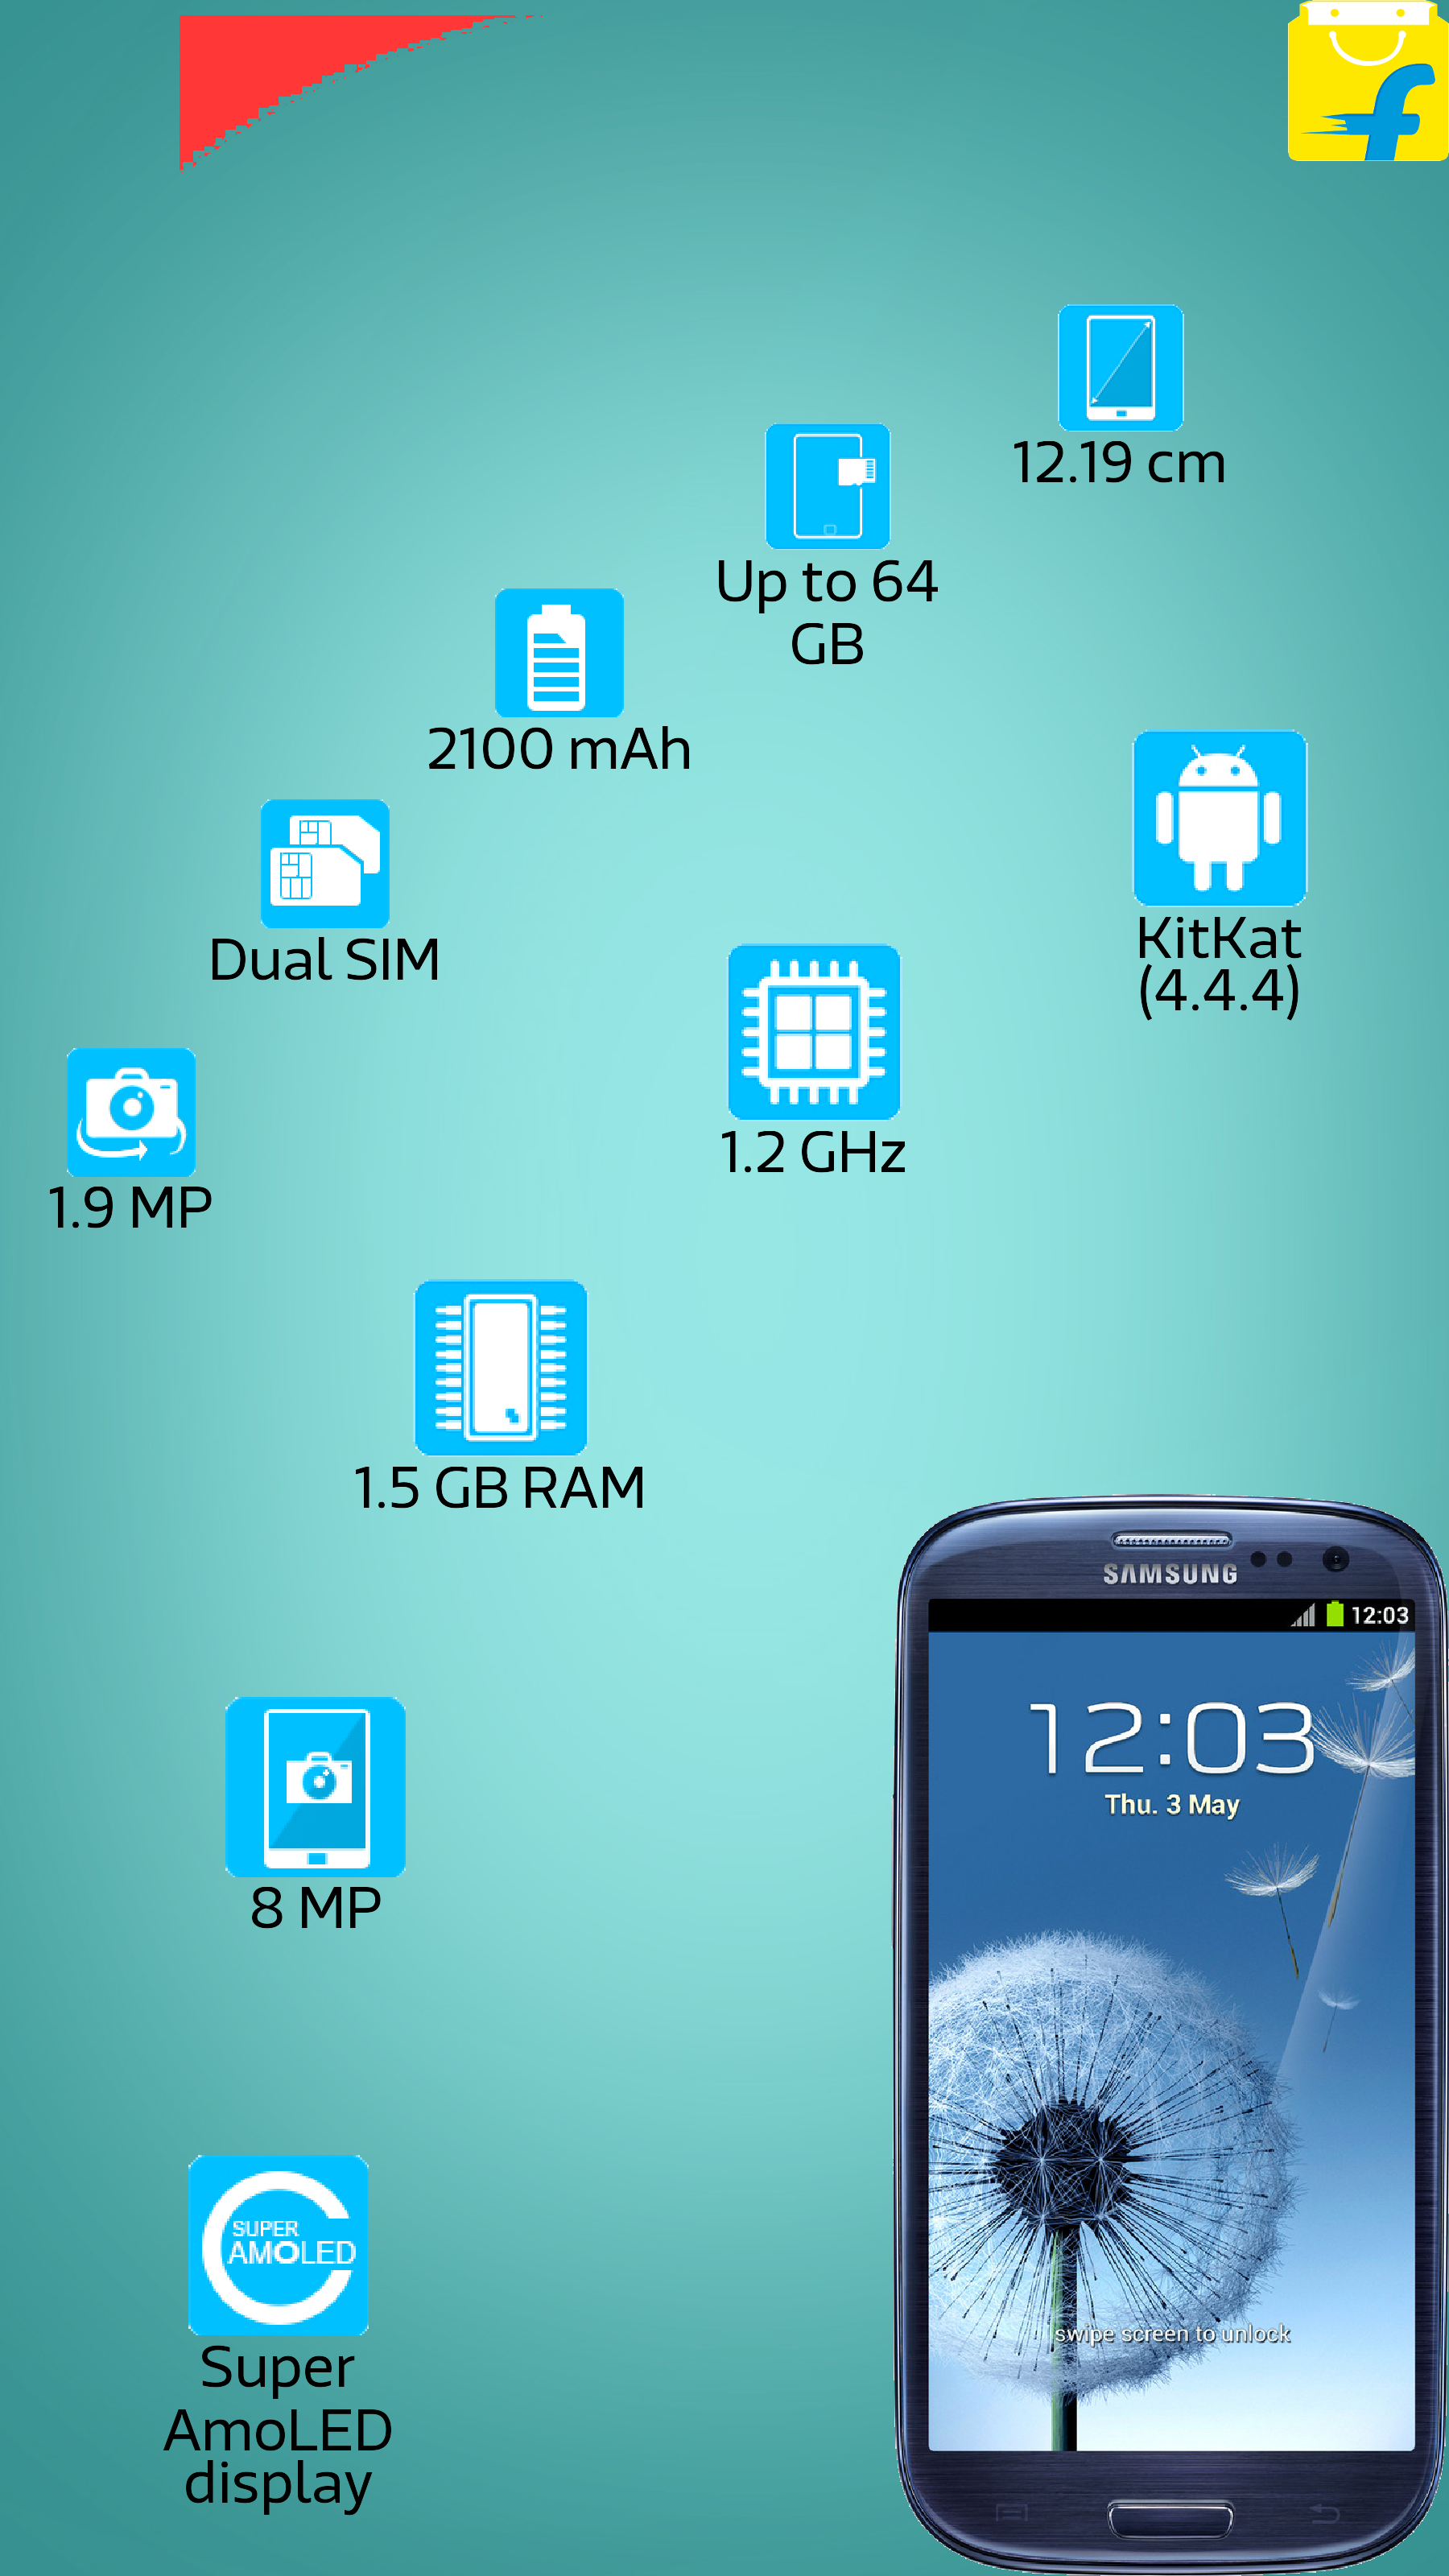 12.19 cm
Up to 64
GB
2100 mAh
KitKat
(4.4.4)
Dual SIM
1.2 GHz
1.9 MP
1.5 GB RAM
SAMSUNG
12:03
12:03
Thu. 3 May
8 MP
swipe screen to unlock
SUPER
AMOLED
Super
AmoLED
display